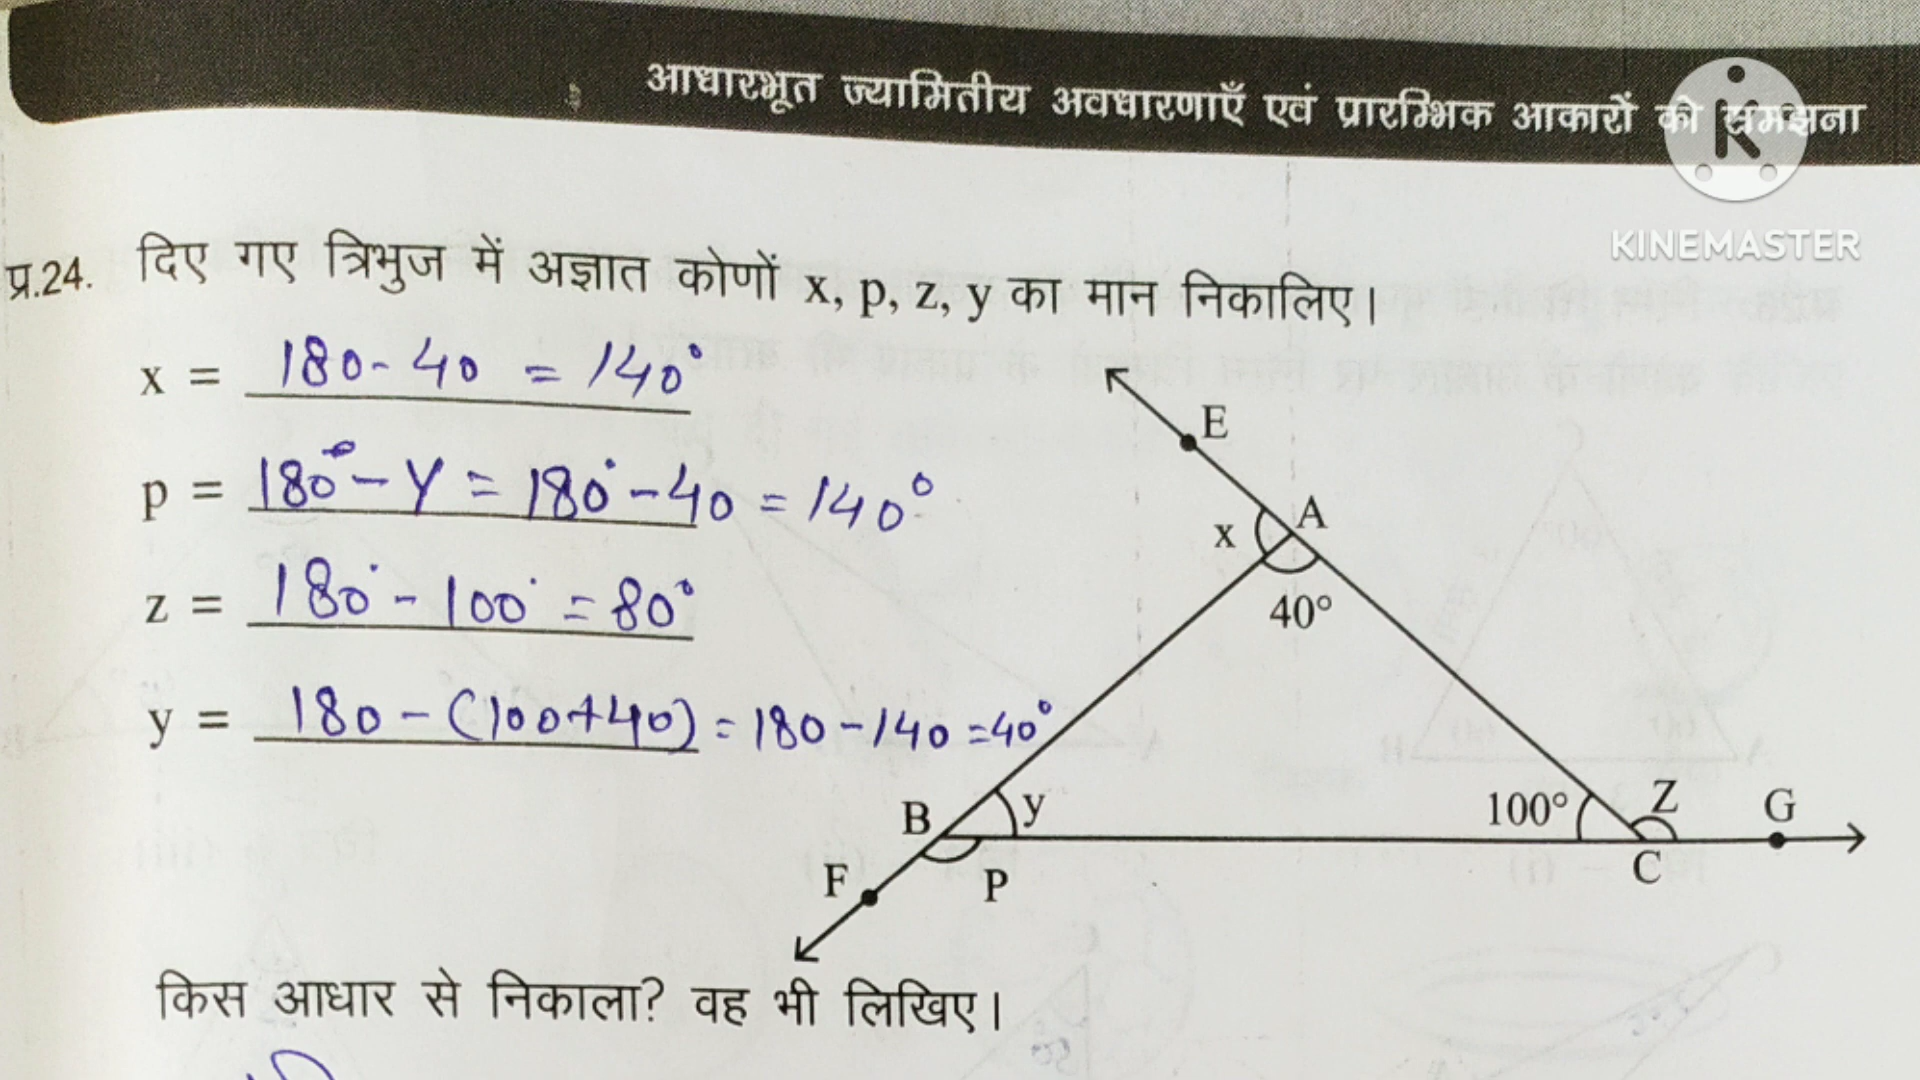 आधारभूत ज्यामितीय अवधारणाएँ एवं प्रारम्भिक आकारों को समझना
KINEMASTER
प्र.24. दिए गए त्रिभुज में अज्ञात कोणों x, p, z, y का मान निकालिए।
x = 180 - 40 = 140°
p = 180° - y = 180° - 40 = 140°
z = 180° - 100° = 80°
y = 180 - (100+40) = 180 - 140 = 40°
E
A
x
40°
B
y
100°
Z
G
C
F
P
किस आधार से निकाला? वह भी लिखिए।